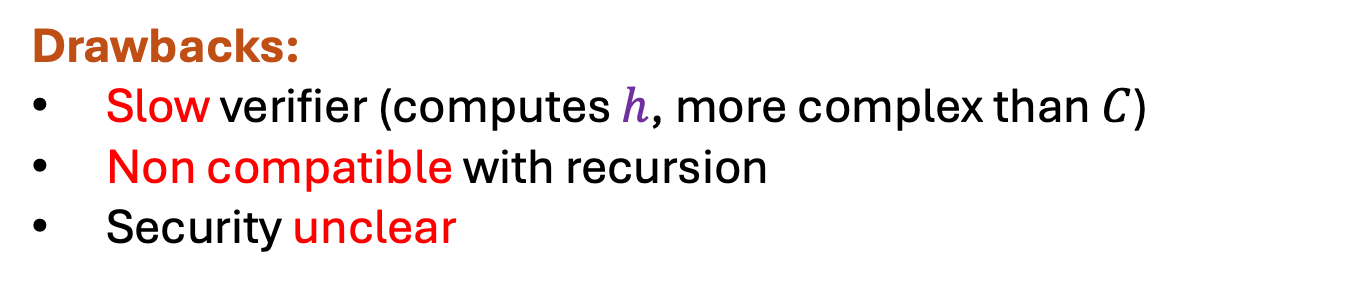 Drawbacks:
• Slow verifier (computes h, more complex than C)
• Non compatible with recursion
• Security unclear